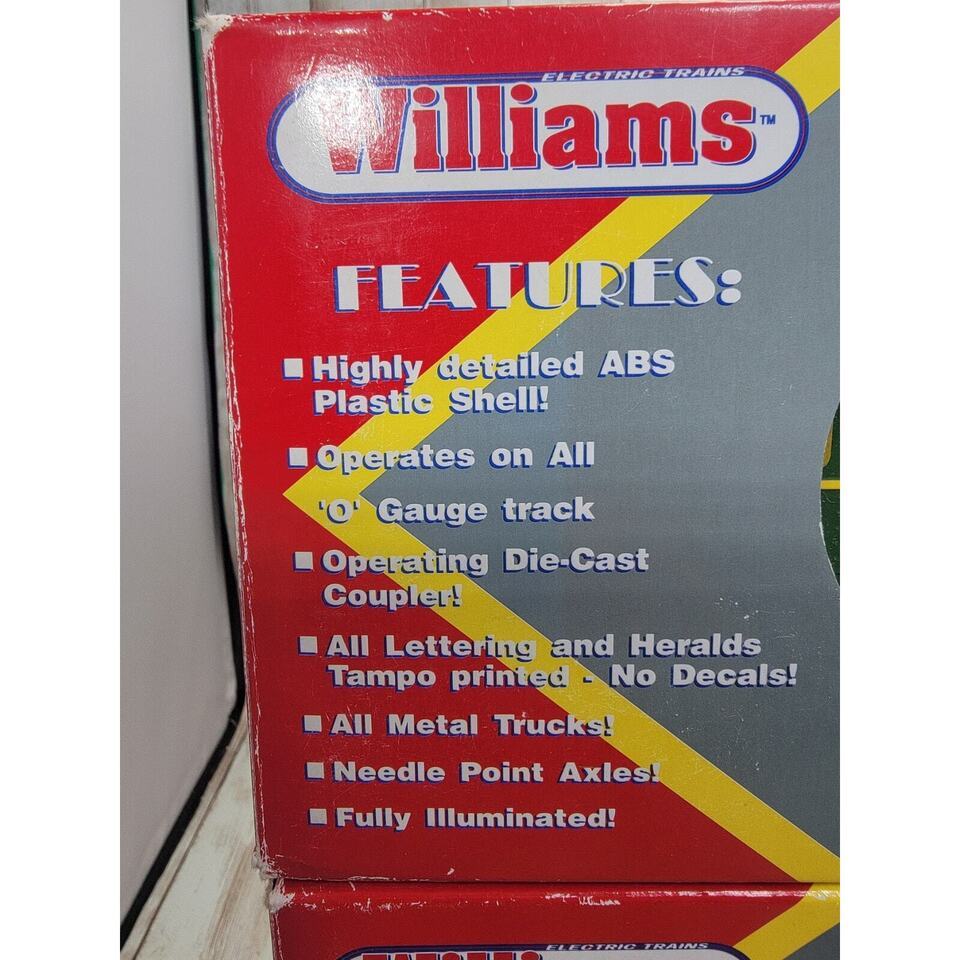 ELECTRIC TRAINS
Williams™
FEATURES:
■ Highly detailed ABS
Plastic Shell!
■ Operates on All
'O' Gauge track
■ Operating Die-Cast
Coupler!
■ All Lettering and Heralds
Tampo printed - No Decals!
■ All Metal Trucks!
■ Needle Point Axles!
■ Fully Illuminated!
ELECTRIC TRAINS